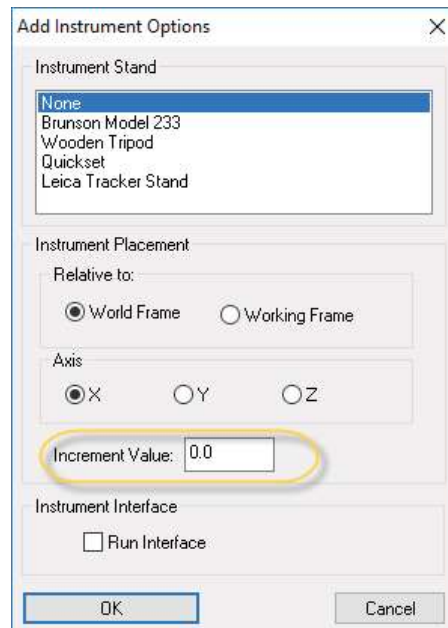 Add Instrument Options
Instrument Stand
None
Brunson Model 233
Wooden Tripod
Quickset
Leica Tracker Stand
Instrument Placement
Relative to:
World Frame Working Frame
Axis
X Y Z
Increment Value: 0.0
Instrument Interface
Run Interface
OK Cancel